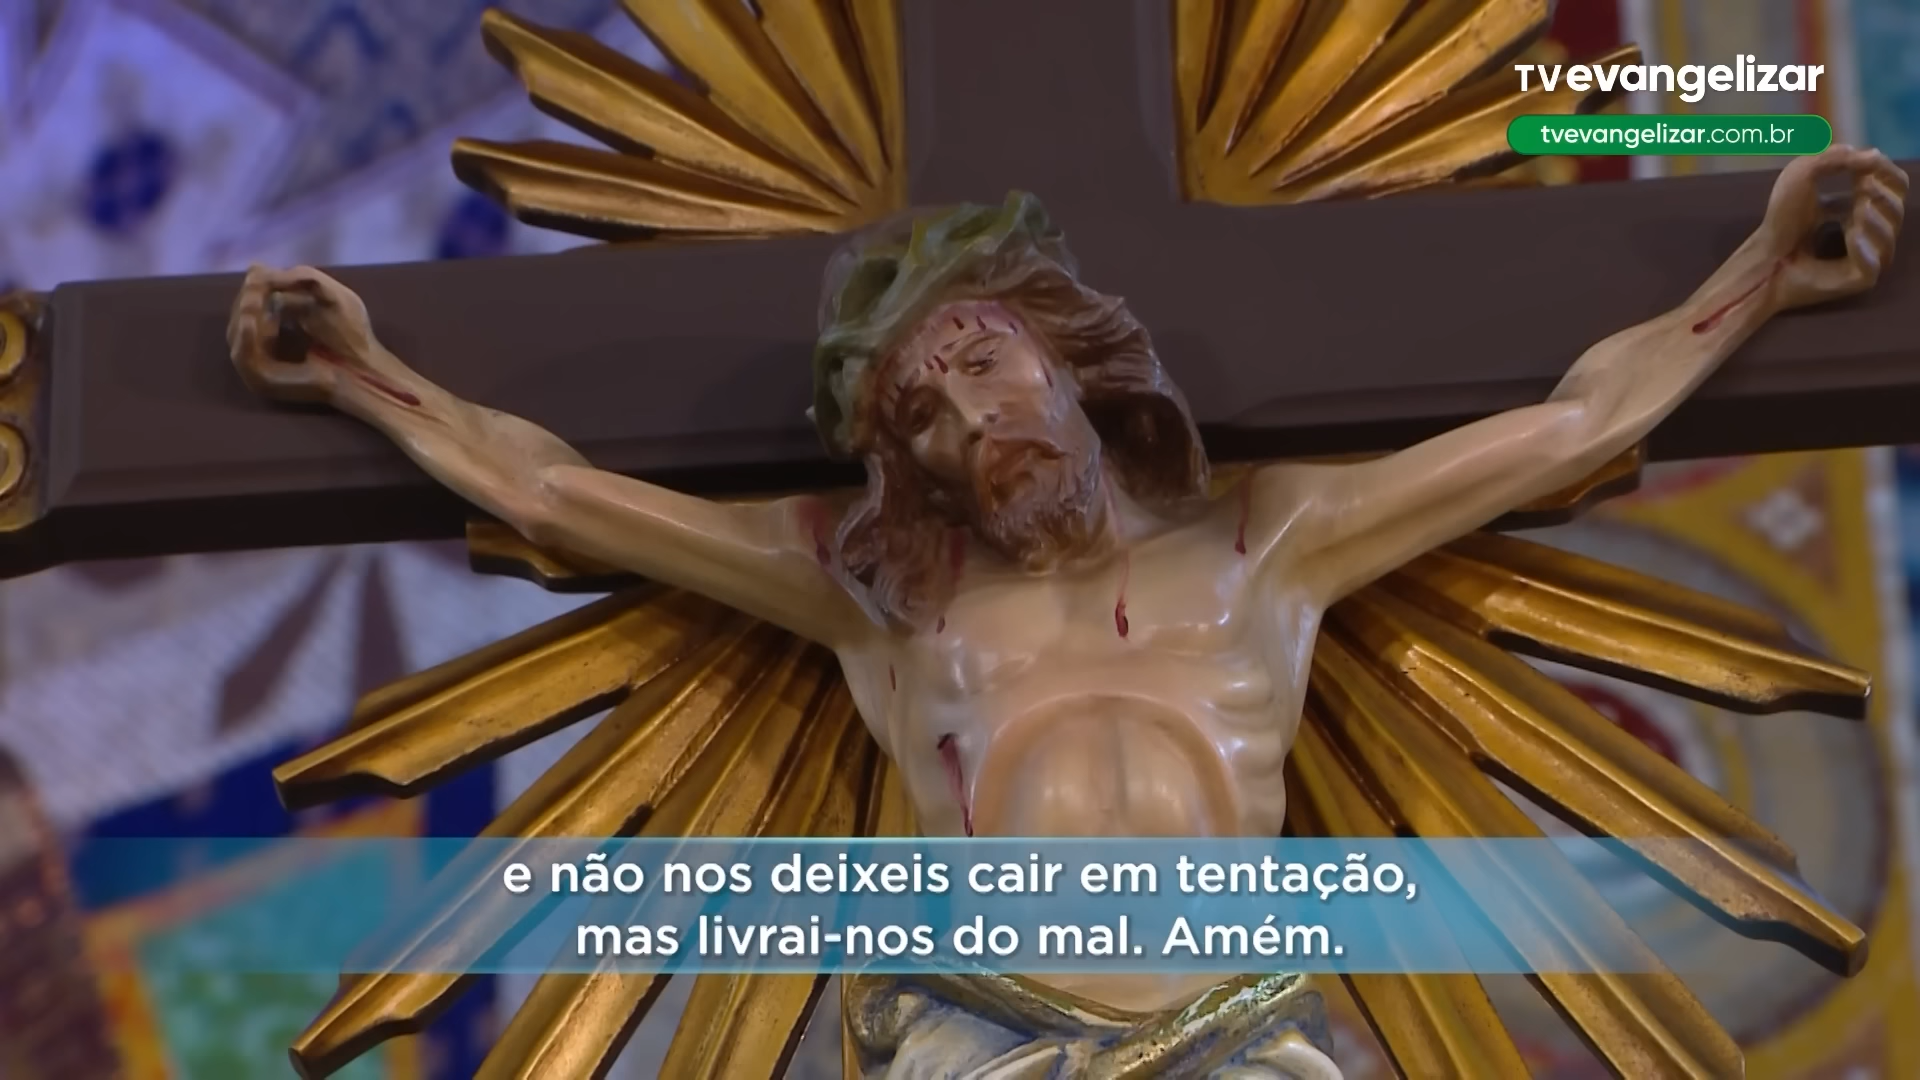 TVevangelizar
tvevangelizar.com.br
e não nos deixeis cair em tentação,
mas livrai-nos do mal. Amém.